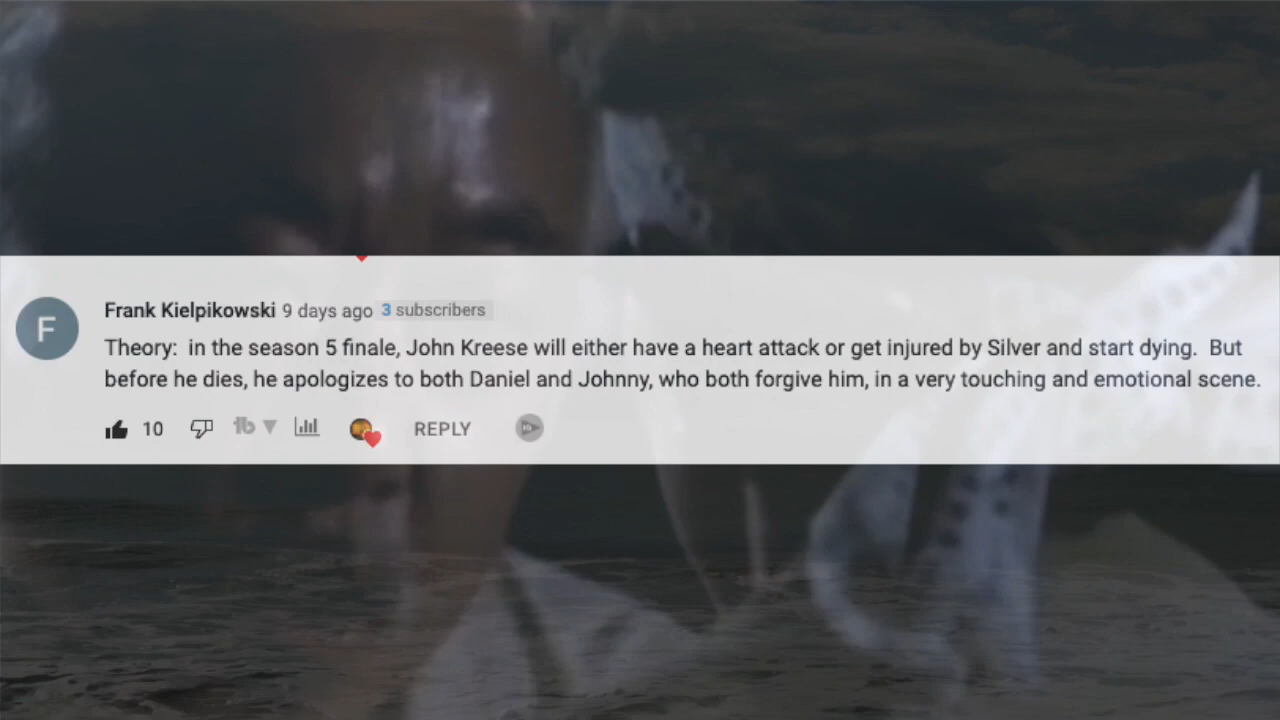 F
Frank Kielpikowski 9 days ago 3 subscribers
Theory:  in the season 5 finale, John Kreese will either have a heart attack or get injured by Silver and start dying.  But
before he dies, he apologizes to both Daniel and Johnny, who both forgive him, in a very touching and emotional scene.
10 tb REPLY